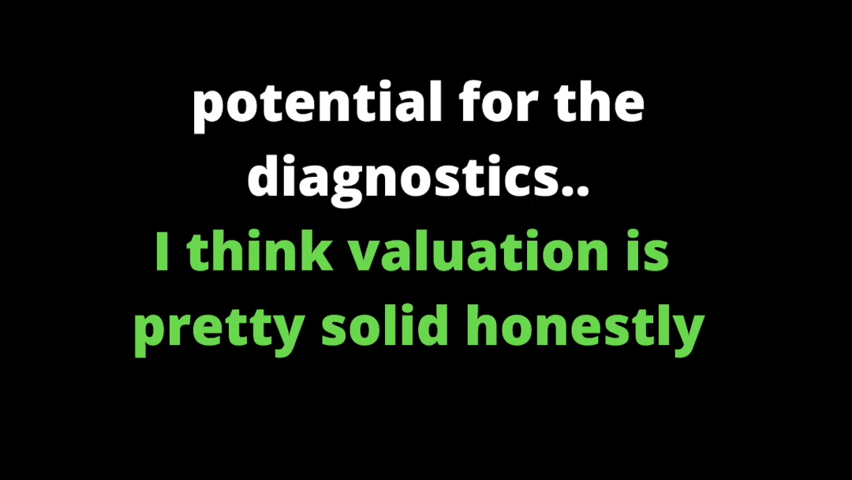 potential for the
diagnostics..
I think valuation is
pretty solid honestly